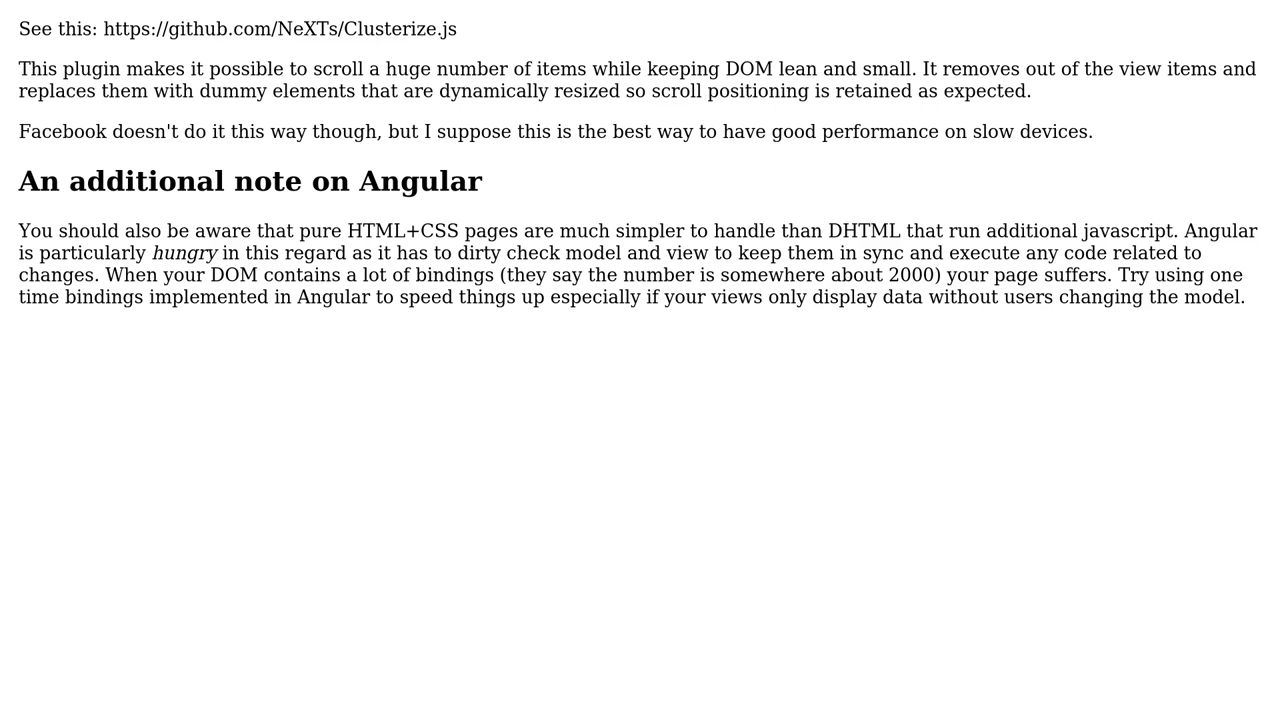 See this: https://github.com/NeXTs/Clusterize.js
This plugin makes it possible to scroll a huge number of items while keeping DOM lean and small. It removes out of the view items and
replaces them with dummy elements that are dynamically resized so scroll positioning is retained as expected.
Facebook doesn't do it this way though, but I suppose this is the best way to have good performance on slow devices.
An additional note on Angular
You should also be aware that pure HTML+CSS pages are much simpler to handle than DHTML that run additional javascript. Angular
is particularly hungry in this regard as it has to dirty check model and view to keep them in sync and execute any code related to
changes. When your DOM contains a lot of bindings (they say the number is somewhere about 2000) your page suffers. Try using one
time bindings implemented in Angular to speed things up especially if your views only display data without users changing the model.